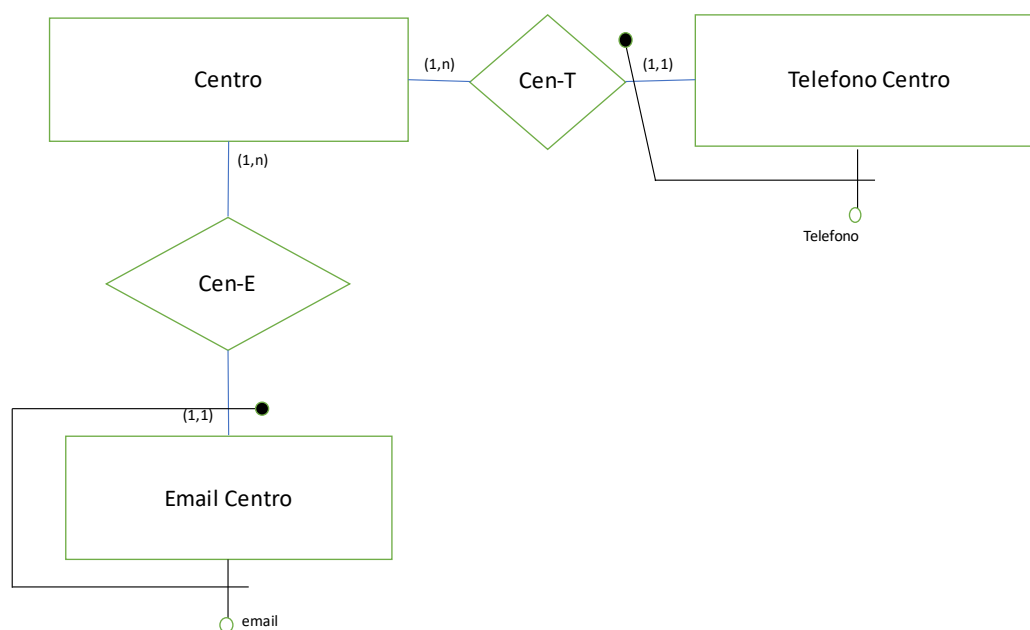 Centro
(1,n)
Cen-T
(1,1)
Telefono Centro
(1,n)
Telefono
Cen-E
(1,1)
Email Centro
email